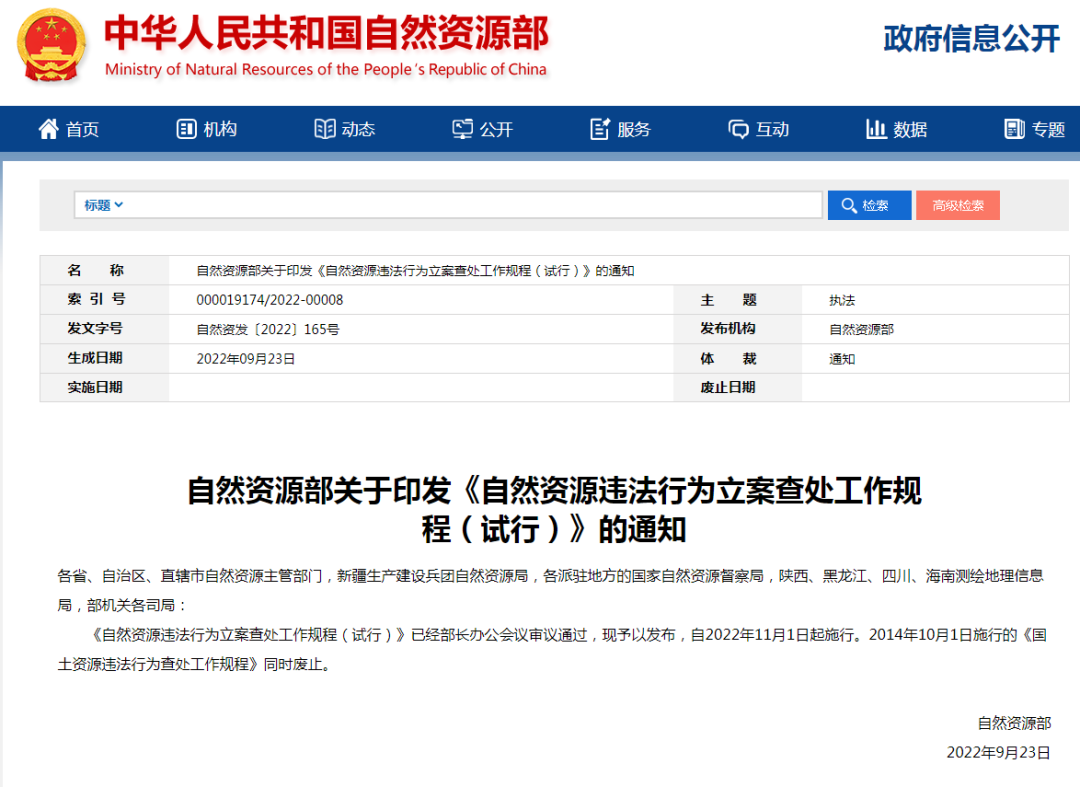 中华人民共和国自然资源部
Ministry of Natural Resources of the People's Republic of China
政府信息公开
首页 机构 动态 公开 服务 互动 数据 专题
标题 检索 高级检索
名 称 自然资源部关于印发《自然资源违法行为立案查处工作规程（试行）》的通知
索 引 号 000019174/2022-00008 主 题 执法
发文字号 自然资发〔2022〕165号 发布机构 自然资源部
生成日期 2022年09月23日 体 裁 通知
实施日期 废止日期
自然资源部关于印发《自然资源违法行为立案查处工作规
程（试行）》的通知
各省、自治区、直辖市自然资源主管部门，新疆生产建设兵团自然资源局，各派驻地方的国家自然资源督察局，陕西、黑龙江、四川、海南测绘地理信息
局，部机关各司局：
《自然资源违法行为立案查处工作规程（试行）》已经部长办公会议审议通过，现予以发布，自2022年11月1日起施行。2014年10月1日施行的《国
土资源违法行为查处工作规程》同时废止。
自然资源部
2022年9月23日